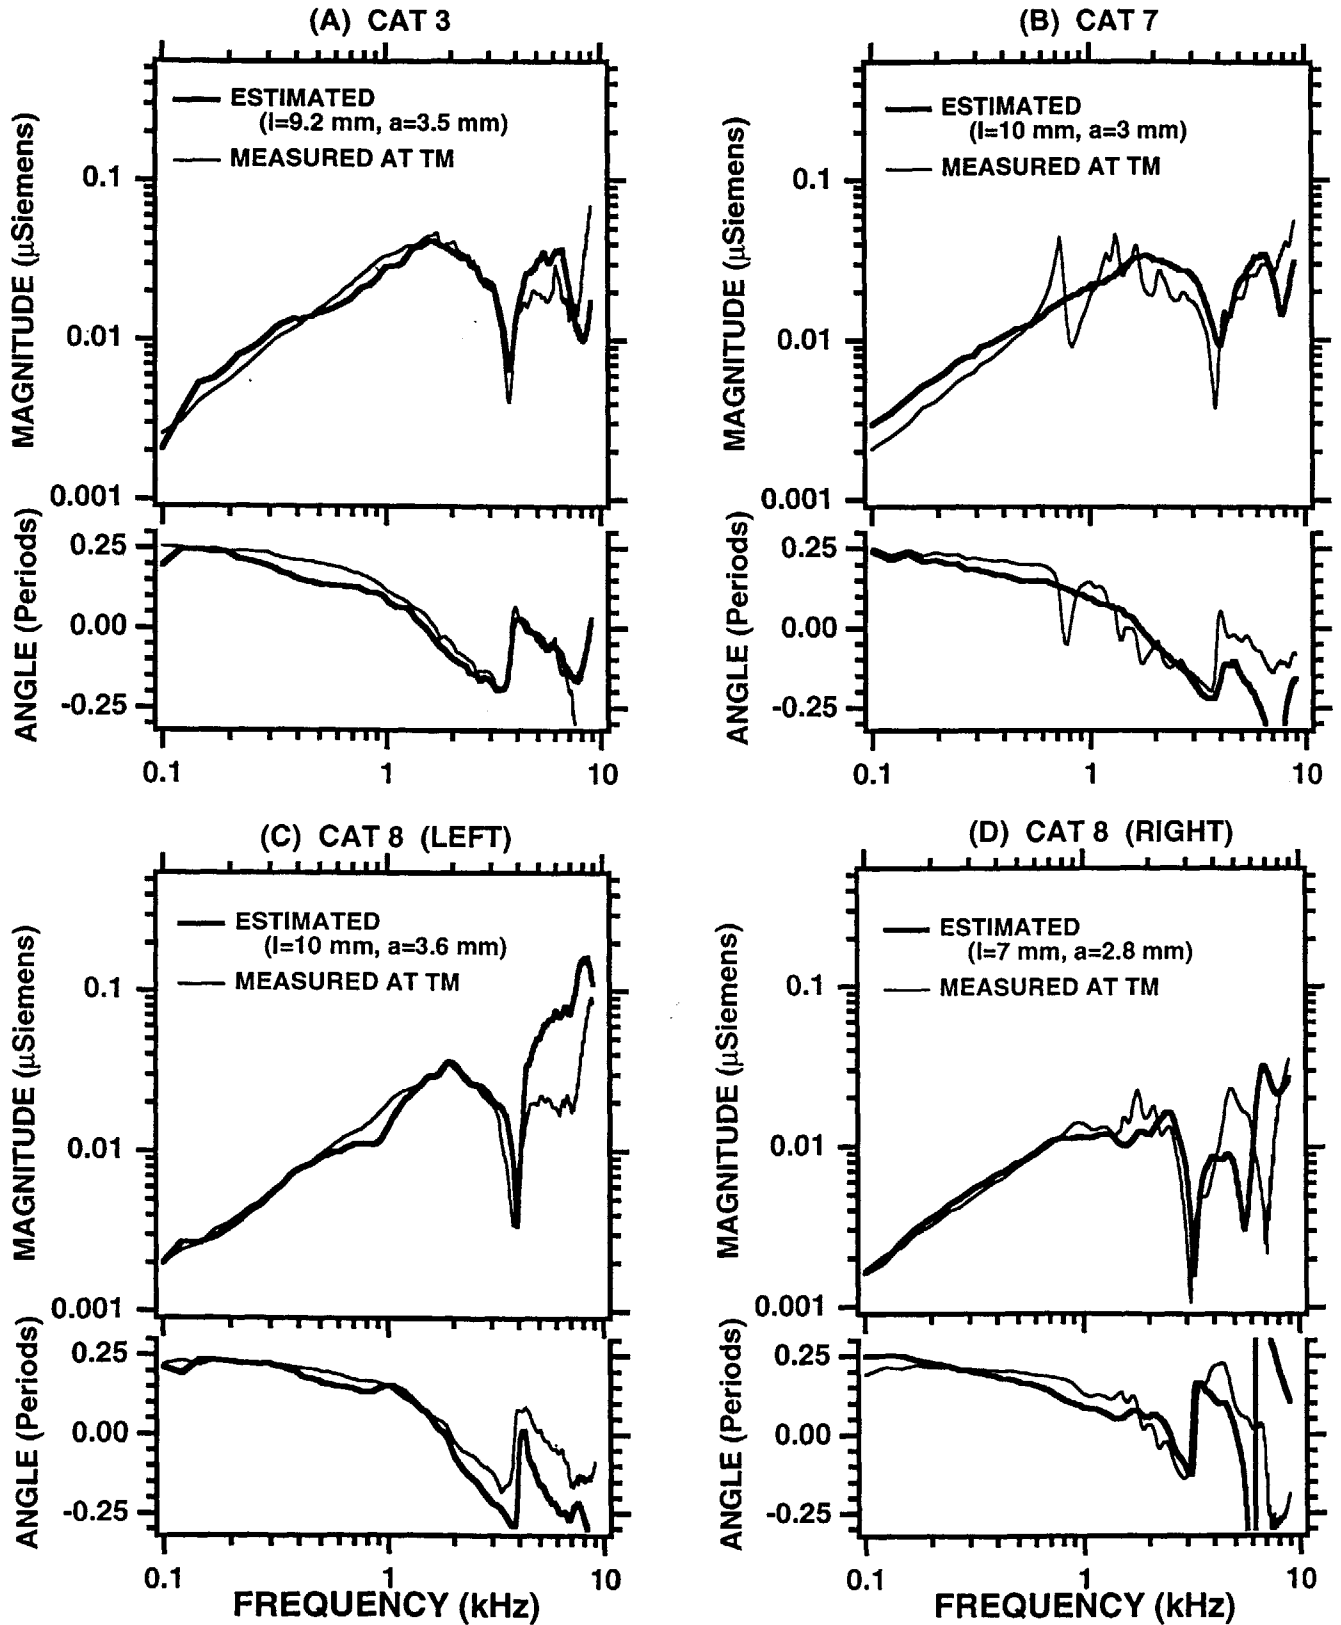 (A) CAT 3
ESTIMATED
(l=9.2 mm, a=3.5 mm)
MEASURED AT TM
MAGNITUDE (μSiemens)
0.1
0.01
0.001
ANGLE (Periods)
0.25
0.00
-0.25
0.1 1 10
(B) CAT 7
ESTIMATED
(l=10 mm, a=3 mm)
MEASURED AT TM
MAGNITUDE (μSiemens)
0.1
0.01
0.001
ANGLE (Periods)
0.25
0.00
-0.25
0.1 1 10
(C) CAT 8 (LEFT)
ESTIMATED
(l=10 mm, a=3.6 mm)
MEASURED AT TM
MAGNITUDE (μSiemens)
0.1
0.01
0.001
ANGLE (Periods)
0.25
0.00
-0.25
0.1 1 10
FREQUENCY (kHz)
(D) CAT 8 (RIGHT)
ESTIMATED
(l=7 mm, a=2.8 mm)
MEASURED AT TM
MAGNITUDE (μSiemens)
0.1
0.01
0.001
ANGLE (Periods)
0.25
0.00
-0.25
0.1 1 10
FREQUENCY (kHz)